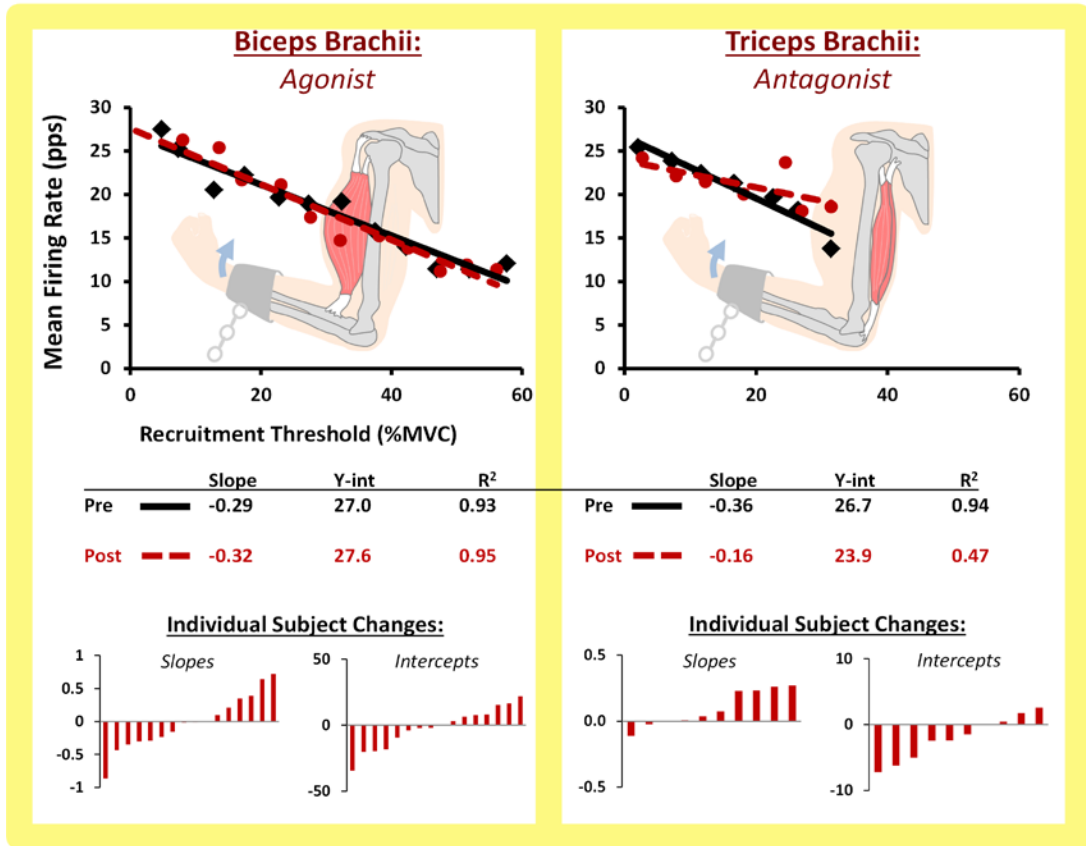 Biceps Brachii:
Agonist
Mean Firing Rate (pps)
30
25
20
15
10
5
0
0 20 40 60
Recruitment Threshold (%MVC)
Slope Y-int R²
Pre -0.29 27.0 0.93
Post -0.32 27.6 0.95
Individual Subject Changes:
Slopes
1
0.5
0
-0.5
-1
Intercepts
50
0
-50
Triceps Brachii:
Antagonist
30
25
20
15
10
5
0
0 20 40 60
Slope Y-int R²
Pre -0.36 26.7 0.94
Post -0.16 23.9 0.47
Individual Subject Changes:
Slopes
0.5
0.0
-0.5
Intercepts
10
0
-10